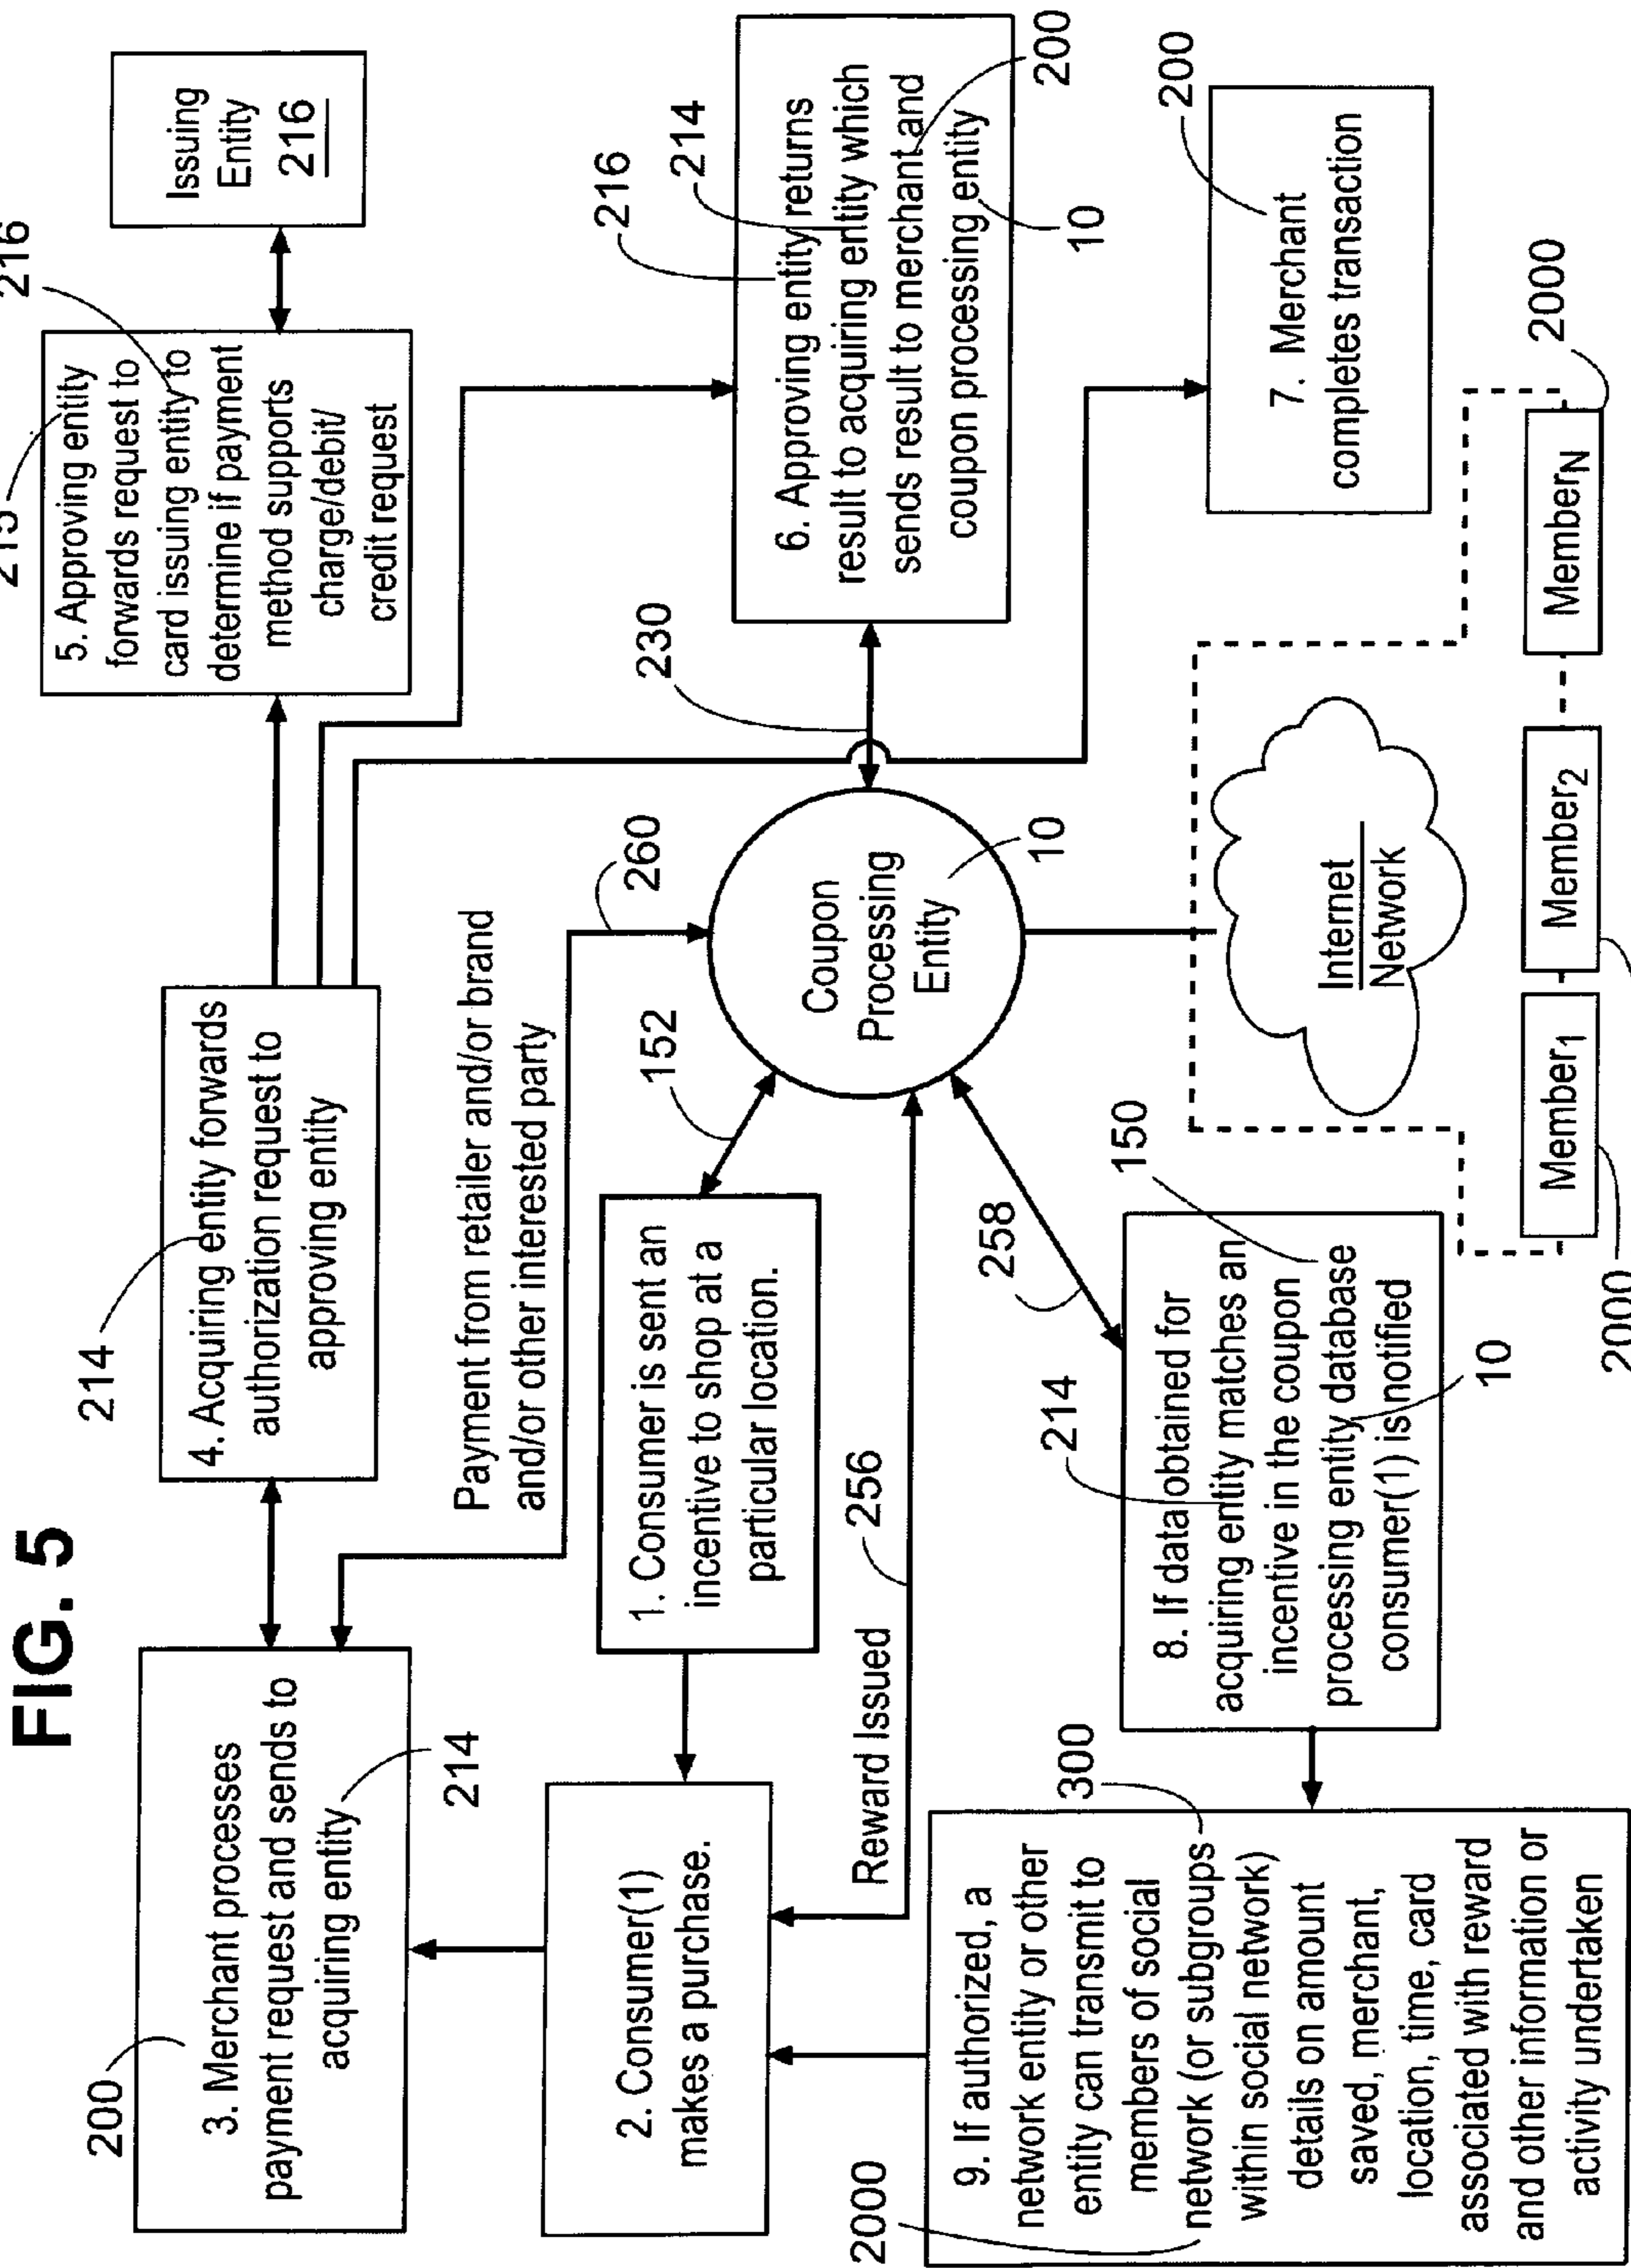 FIG. 5
200
3. Merchant processes
payment request and sends to
acquiring entity
214
214
4. Acquiring entity forwards
authorization request to
approving entity
215
216
5. Approving entity
forwards request to
card issuing entity to
determine if payment
method supports
charge/debit/
credit request
Issuing
Entity
216
Payment from retailer and/or brand
and/or other interested party
260
2. Consumer(1)
makes a purchase.
1. Consumer is sent an
incentive to shop at a
particular location.
152
Coupon
Processing
Entity
10
230
216
214
6. Approving entity returns
result to acquiring entity which
sends result to merchant and
coupon processing entity
200
10
Reward Issued
256
258
2000
300
9. If authorized, a
network entity or other
entity can transmit to
members of social
network (or subgroups
within social network)
details on amount
saved, merchant,
location, time, card
associated with reward
and other information or
activity undertaken
214
150
8. If data obtained for
acquiring entity matches an
incentive in the coupon
processing entity database
consumer(1) is notified
10
Internet
Network
200
7. Merchant
completes transaction
2000
Member1
Member2
MemberN
2000